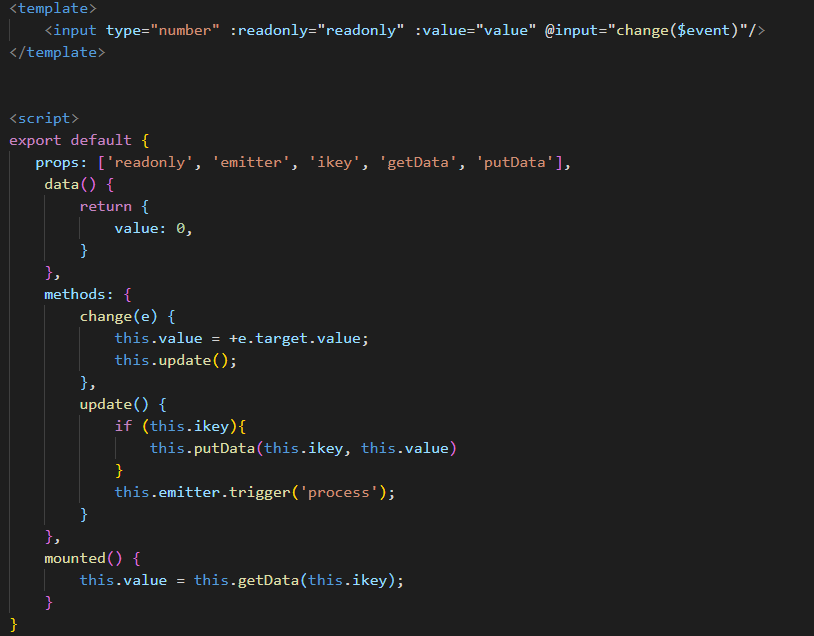 <template>
    <input type="number" :readonly="readonly" :value="value" @input="change($event)"/>
</template>


<script>
export default {
   props: ['readonly', 'emitter', 'ikey', 'getData', 'putData'],
    data() {
        return {
            value: 0,
        }
    },
    methods: {
        change(e) {
            this.value = +e.target.value;
            this.update();
        },
        update() {
            if (this.ikey){
                this.putData(this.ikey, this.value)
            }
            this.emitter.trigger('process');
        }
    },
    mounted() {
        this.value = this.getData(this.ikey);
    }
}